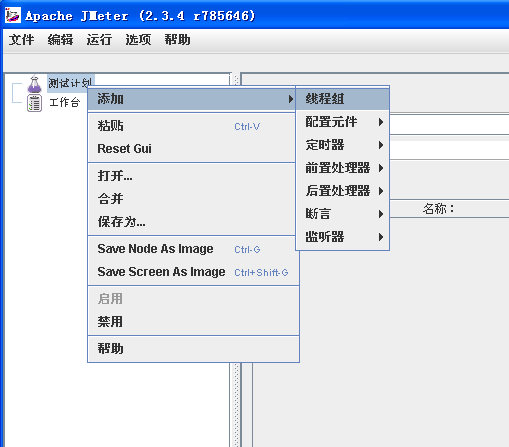 Apache JMeter (2.3.4 r785646)
文件 编辑 运行 选项 帮助
测试计划
工作台
添加
粘贴 Ctrl-V
Reset Gui
打开...
合并
保存为...
Save Node As Image Ctrl-G
Save Screen As Image Ctrl+Shift-G
启用
禁用
帮助
线程组
配置元件
定时器
前置处理器
后置处理器
断言
监听器
名称：